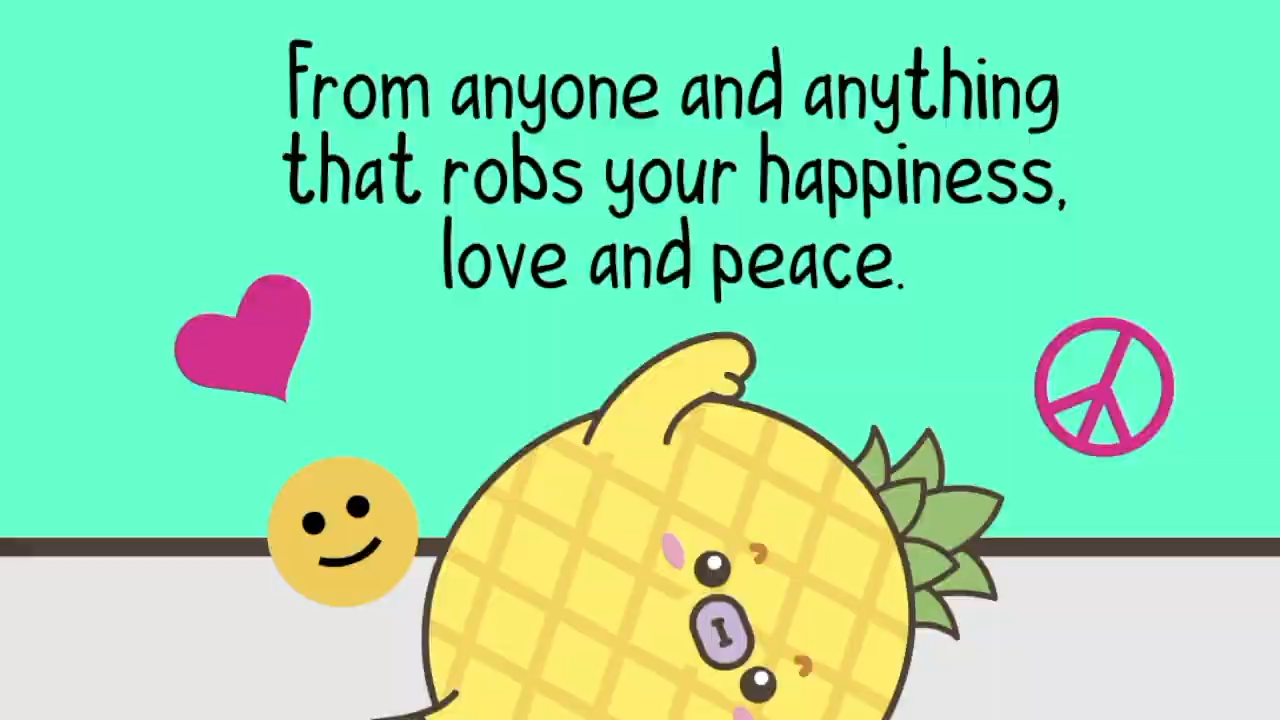 From anyone and anything
that robs your happiness,
love and peace.